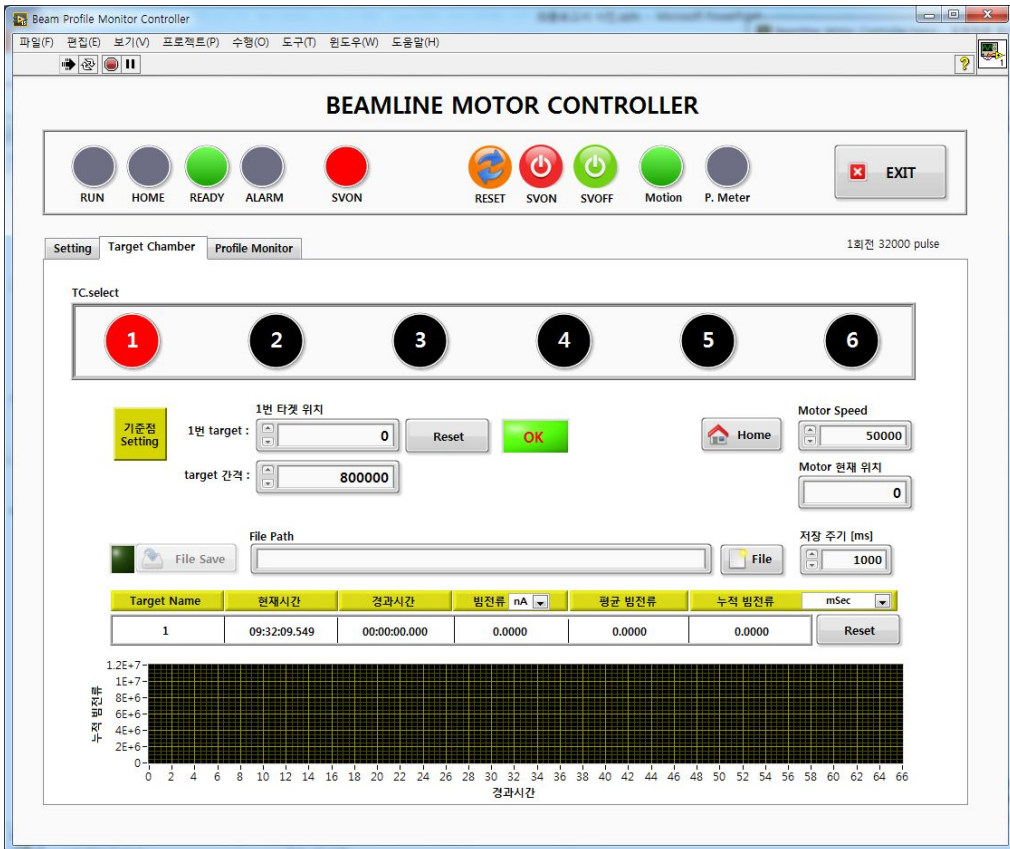 Beam Profile Monitor Controller
파일(F) 편집(E) 보기(V) 프로젝트(P) 수행(O) 도구(T) 윈도우(W) 도움말(H)
BEAMLINE MOTOR CONTROLLER
RUN HOME READY ALARM SVON RESET SVON SVOFF Motion P. Meter EXIT
Setting Target Chamber Profile Monitor 1회전 32000 pulse
TC.select
1 2 3 4 5 6
1번 타겟 위치 Motor Speed
기준점 Setting 1번 target : 0 Reset OK Home 50000
target 간격 : 800000 Motor 현재 위치
0
File Path 저장 주기 [ms]
File Save File 1000
Target Name 현재시간 경과시간 빔전류 nA 평균 빔전류 누적 빔전류 mSec
1 09:32:09.549 00:00:00.000 0.0000 0.0000 0.0000 Reset
누적 빔전류
1.2E+7
1E+7
8E+6
6E+6
4E+6
2E+6
0
0 2 4 6 8 10 12 14 16 18 20 22 24 26 28 30 32 34 36 38 40 42 44 46 48 50 52 54 56 58 60 62 64 66
경과시간